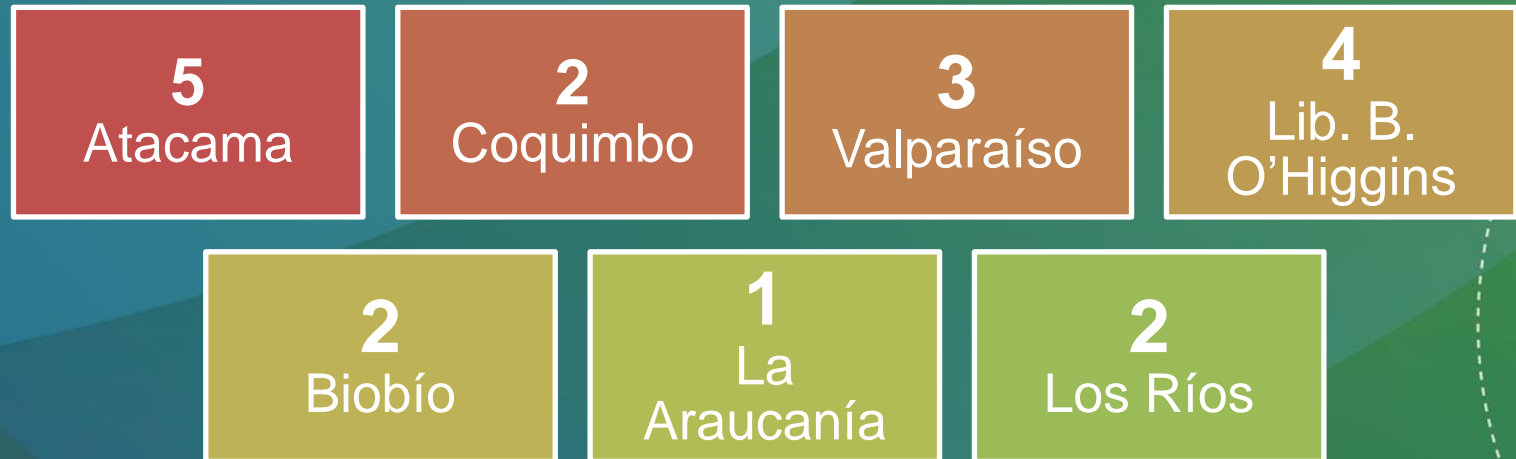 5
Atacama
2
Coquimbo
3
Valparaíso
4
Lib. B.
O’Higgins
2
Biobío
1
La
Araucanía
2
Los Ríos